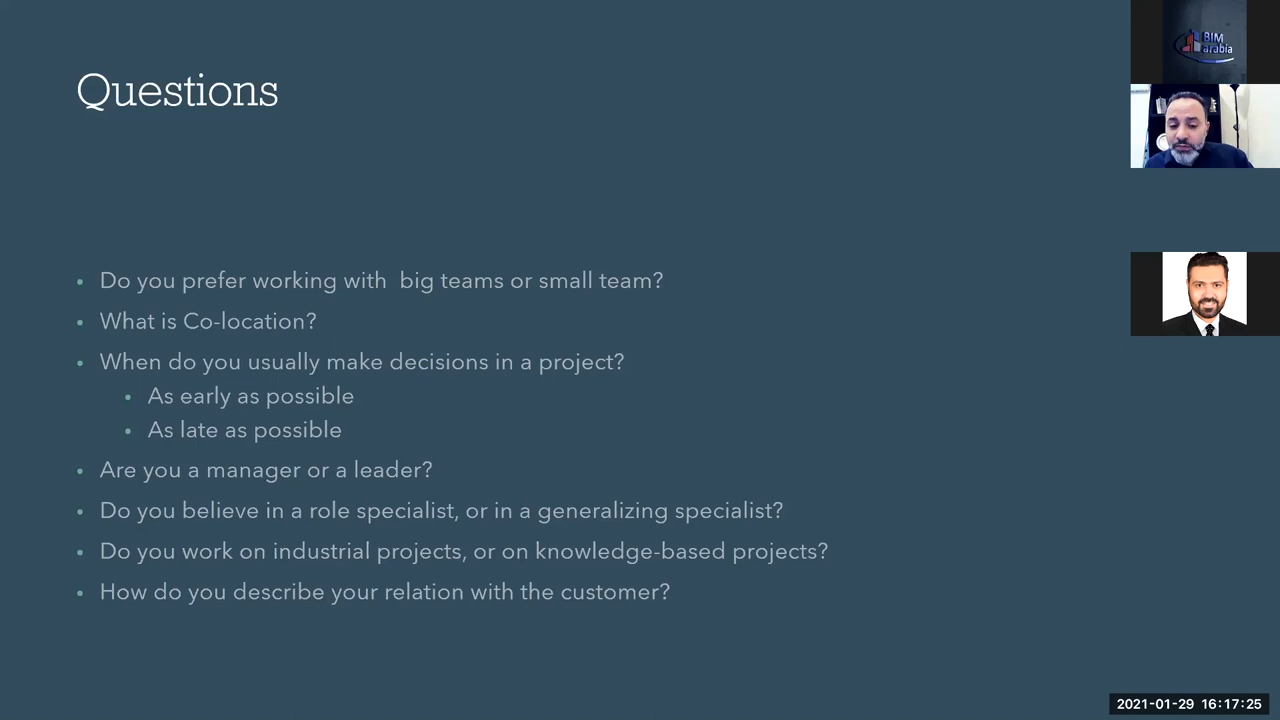 Questions
Do you prefer working with  big teams or small team?
What is Co-location?
When do you usually make decisions in a project?
As early as possible
As late as possible
Are you a manager or a leader?
Do you believe in a role specialist, or in a generalizing specialist?
Do you work on industrial projects, or on knowledge-based projects?
How do you describe your relation with the customer?
BIM
arabia
2021-01-29 16:17:25